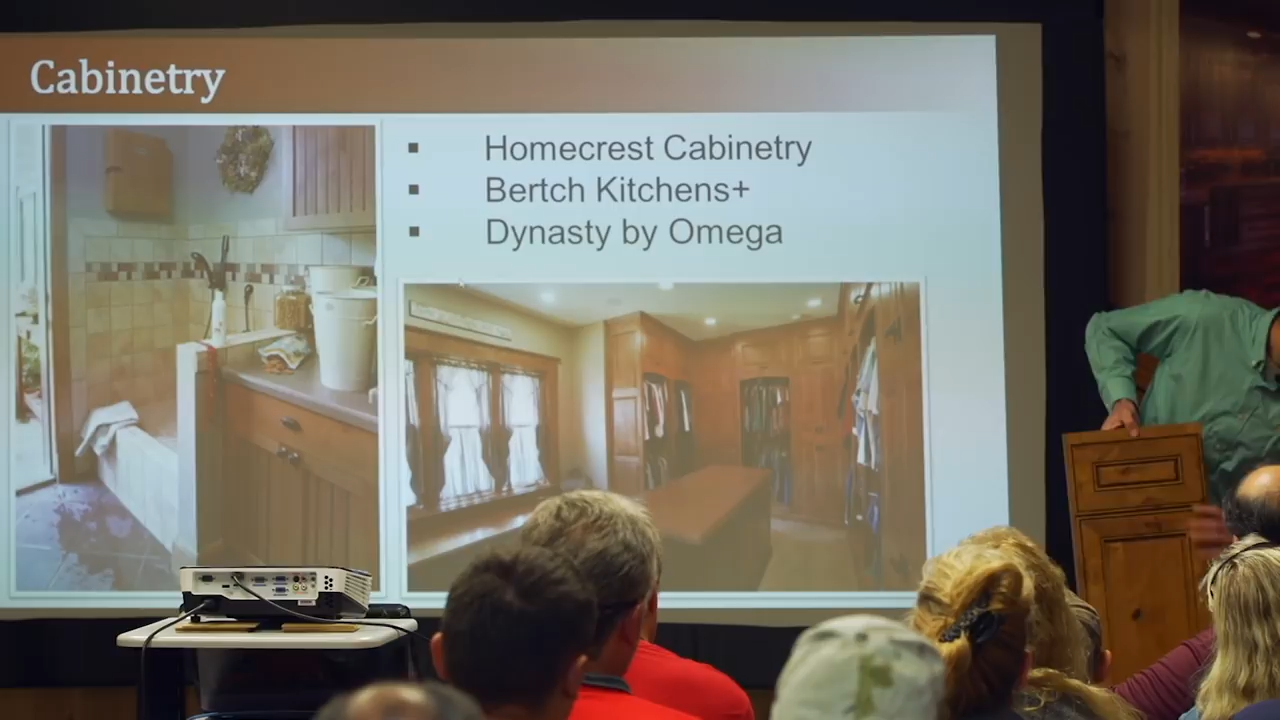 Cabinetry
Homecrest Cabinetry
Bertch Kitchens+
Dynasty by Omega